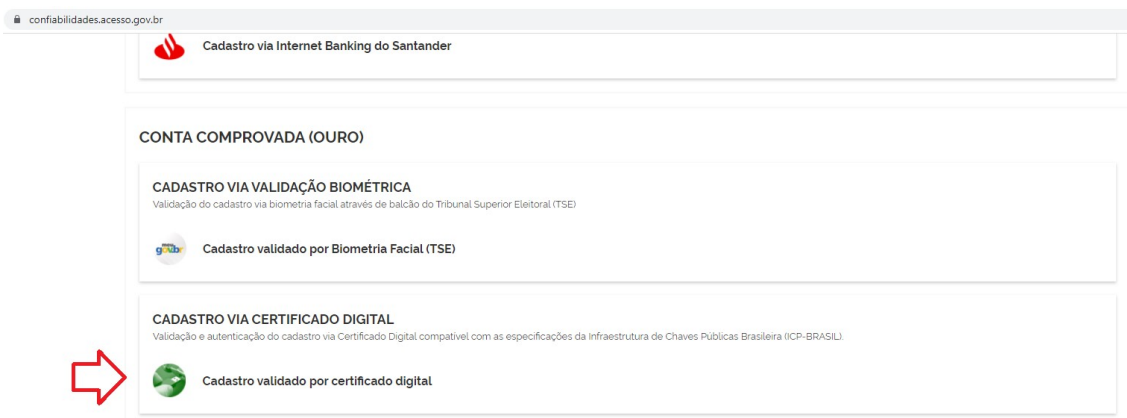 confiabilidades.acesso.gov.br
Cadastro via Internet Banking do Santander
CONTA COMPROVADA (OURO)
CADASTRO VIA VALIDAÇÃO BIOMÉTRICA
Validação do cadastro via biometria facial através de balcão do Tribunal Superior Eleitoral (TSE)
gov.br
Cadastro validado por Biometria Facial (TSE)
CADASTRO VIA CERTIFICADO DIGITAL
Validação e autenticação do cadastro via Certificado Digital compatível com as especificações da Infraestrutura de Chaves Públicas Brasileira (ICP-BRASIL).
Cadastro validado por certificado digital